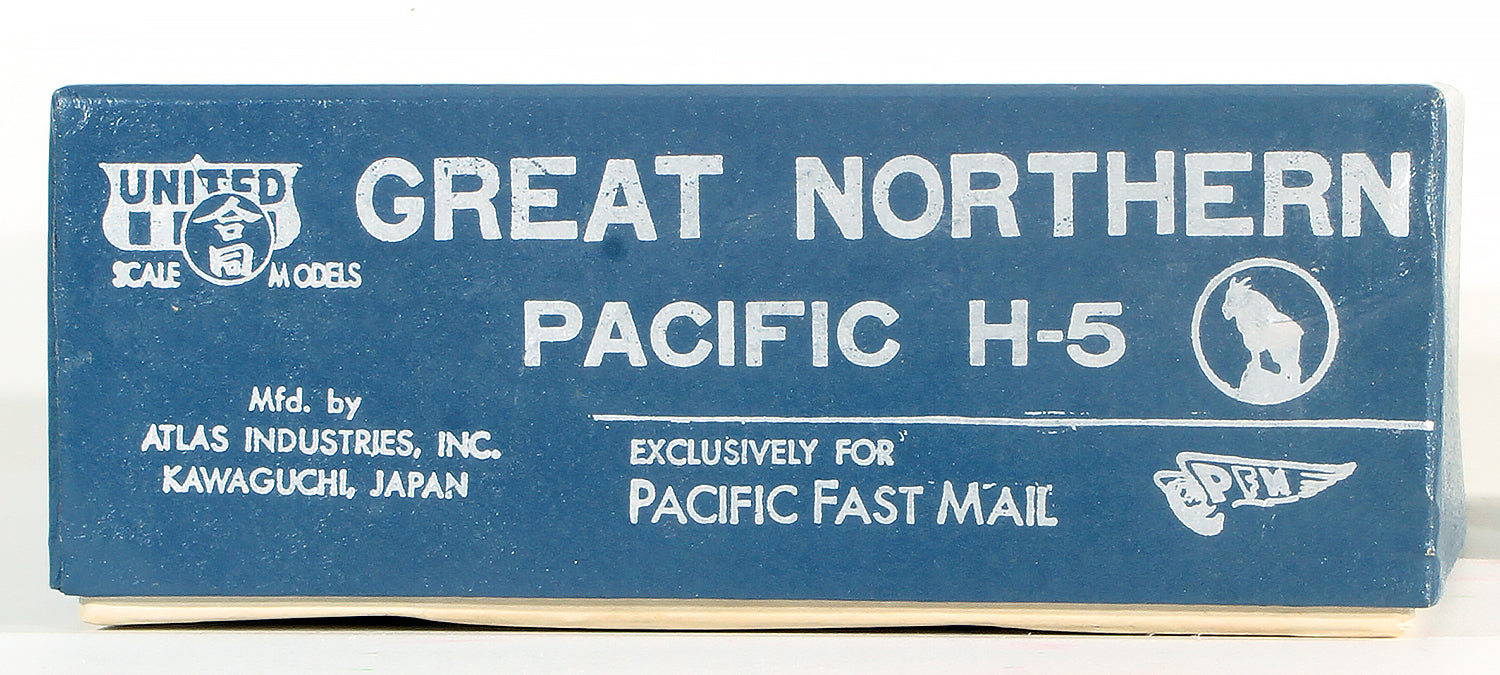 UNITED
合同
SCALE MODELS
GREAT NORTHERN
PACIFIC H-5
Mfd. by
ATLAS INDUSTRIES, INC.
KAWAGUCHI, JAPAN
EXCLUSIVELY FOR
PACIFIC FAST MAIL
PFM